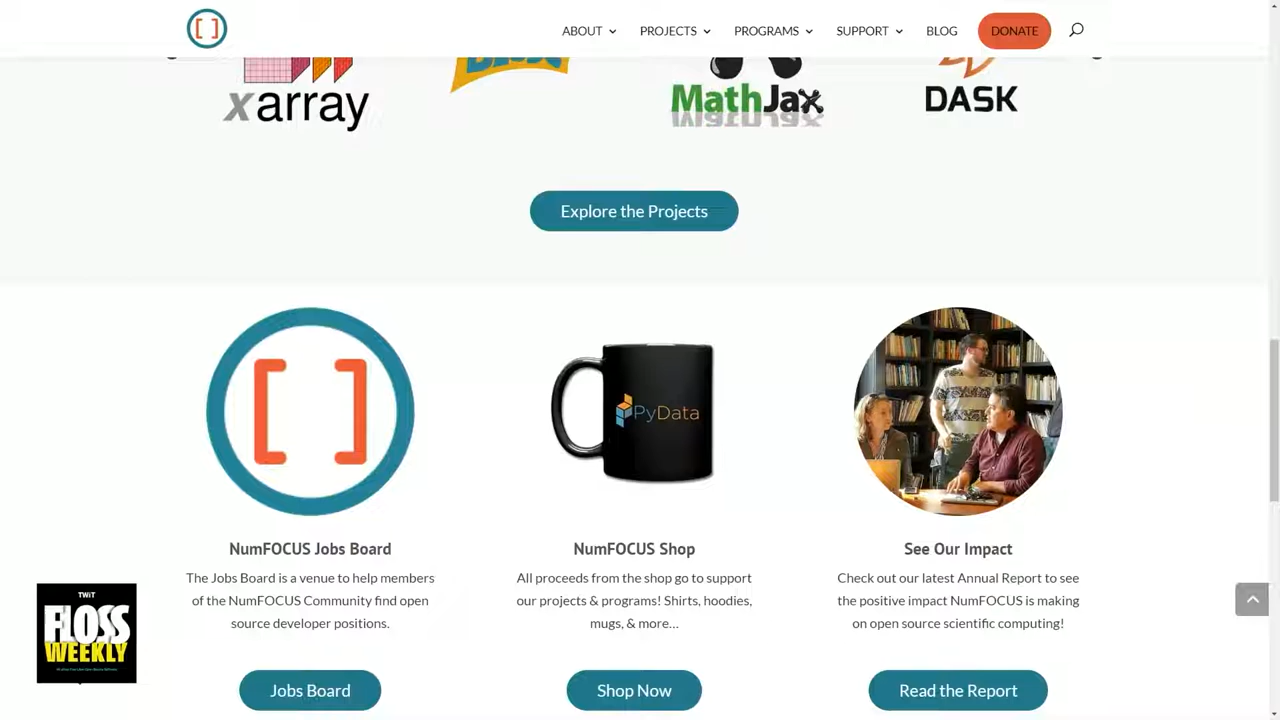 [ ]
ABOUT PROJECTS PROGRAMS SUPPORT BLOG DONATE
xarray
MathJax
DASK
Explore the Projects
[ ]
PyData
NumFOCUS Jobs Board
The Jobs Board is a venue to help members
of the NumFOCUS Community find open
source developer positions.
Jobs Board
NumFOCUS Shop
All proceeds from the shop go to support
our projects & programs! Shirts, hoodies,
mugs, & more...
Shop Now
See Our Impact
Check out our latest Annual Report to see
the positive impact NumFOCUS is making
on open source scientific computing!
Read the Report
TWiT
FLOSS
WEEKLY